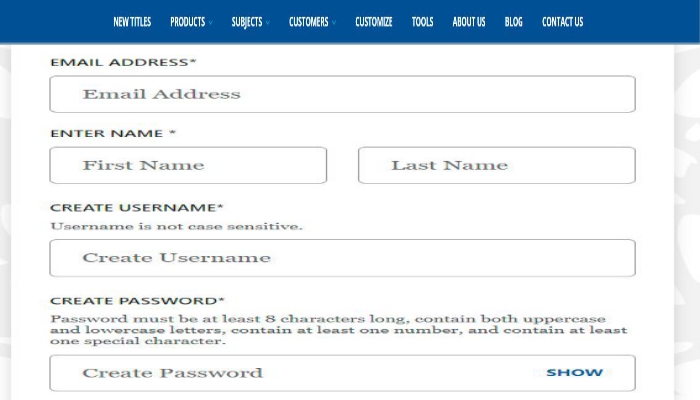 NEW TITLES PRODUCTS SUBJECTS CUSTOMERS CUSTOMIZE TOOLS ABOUT US BLOG CONTACT US
EMAIL ADDRESS*
Email Address
ENTER NAME *
First Name Last Name
CREATE USERNAME*
Username is not case sensitive.
Create Username
CREATE PASSWORD*
Password must be at least 8 characters long, contain both uppercase
and lowercase letters, contain at least one number, and contain at least
one special character.
Create Password SHOW